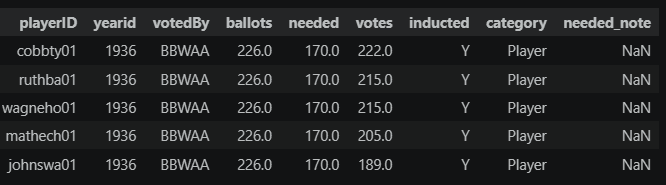 playerID yearid votedBy ballots needed votes inducted category needed_note
cobbty01 1936 BBWAA 226.0 170.0 222.0 Y Player NaN
ruthba01 1936 BBWAA 226.0 170.0 215.0 Y Player NaN
wagneho01 1936 BBWAA 226.0 170.0 215.0 Y Player NaN
mathech01 1936 BBWAA 226.0 170.0 205.0 Y Player NaN
johnswa01 1936 BBWAA 226.0 170.0 189.0 Y Player NaN